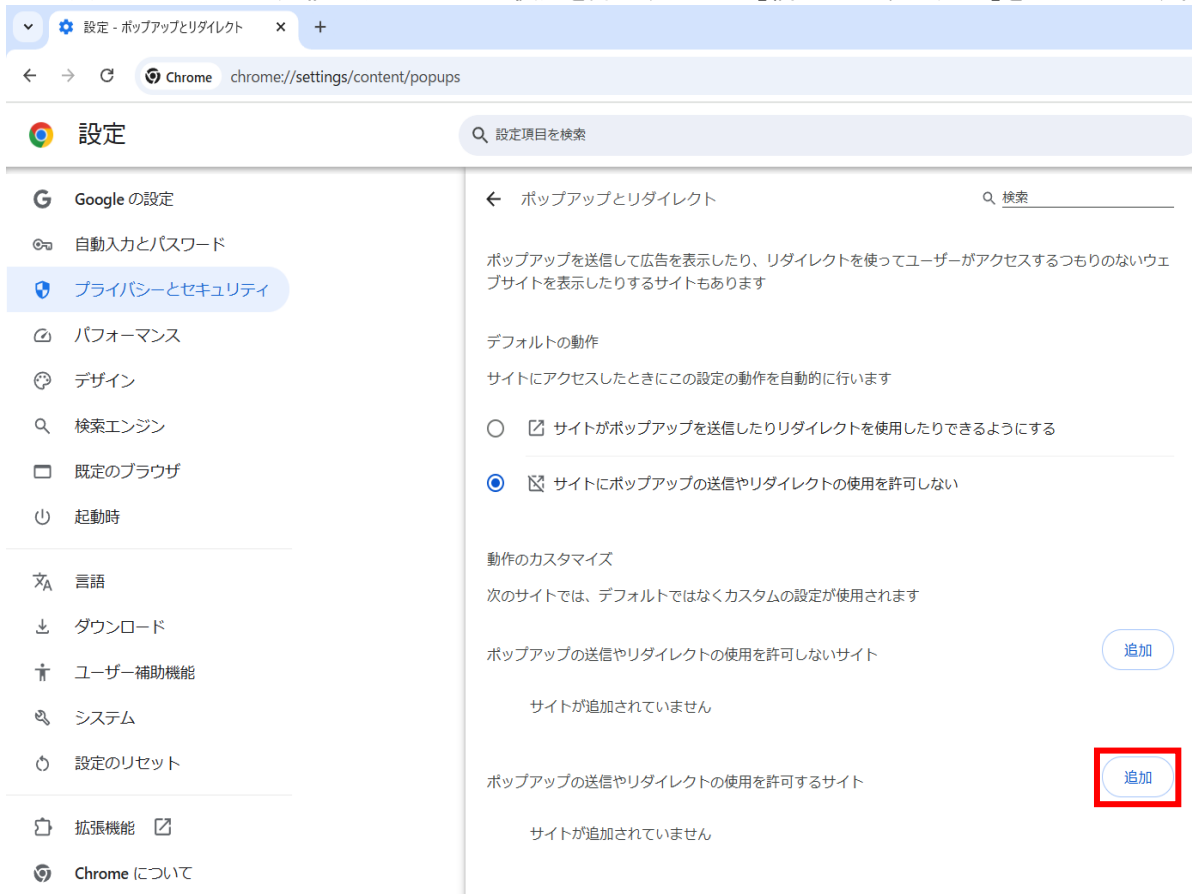 設定 - ポップアップとリダイレクト
Chrome chrome://settings/content/popups
設定
設定項目を検索
Google の設定
自動入力とパスワード
プライバシーとセキュリティ
パフォーマンス
デザイン
検索エンジン
既定のブラウザ
起動時
言語
ダウンロード
ユーザー補助機能
システム
設定のリセット
拡張機能
Chrome について
ポップアップとリダイレクト
検索
ポップアップを送信して広告を表示したり、リダイレクトを使ってユーザーがアクセスするつもりのないウェ
ブサイトを表示したりするサイトもあります
デフォルトの動作
サイトにアクセスしたときにこの設定の動作を自動的に行います
サイトがポップアップを送信したりリダイレクトを使用したりできるようにする
サイトにポップアップの送信やリダイレクトの使用を許可しない
動作のカスタマイズ
次のサイトでは、デフォルトではなくカスタムの設定が使用されます
ポップアップの送信やリダイレクトの使用を許可しないサイト
追加
サイトが追加されていません
ポップアップの送信やリダイレクトの使用を許可するサイト
追加
サイトが追加されていません